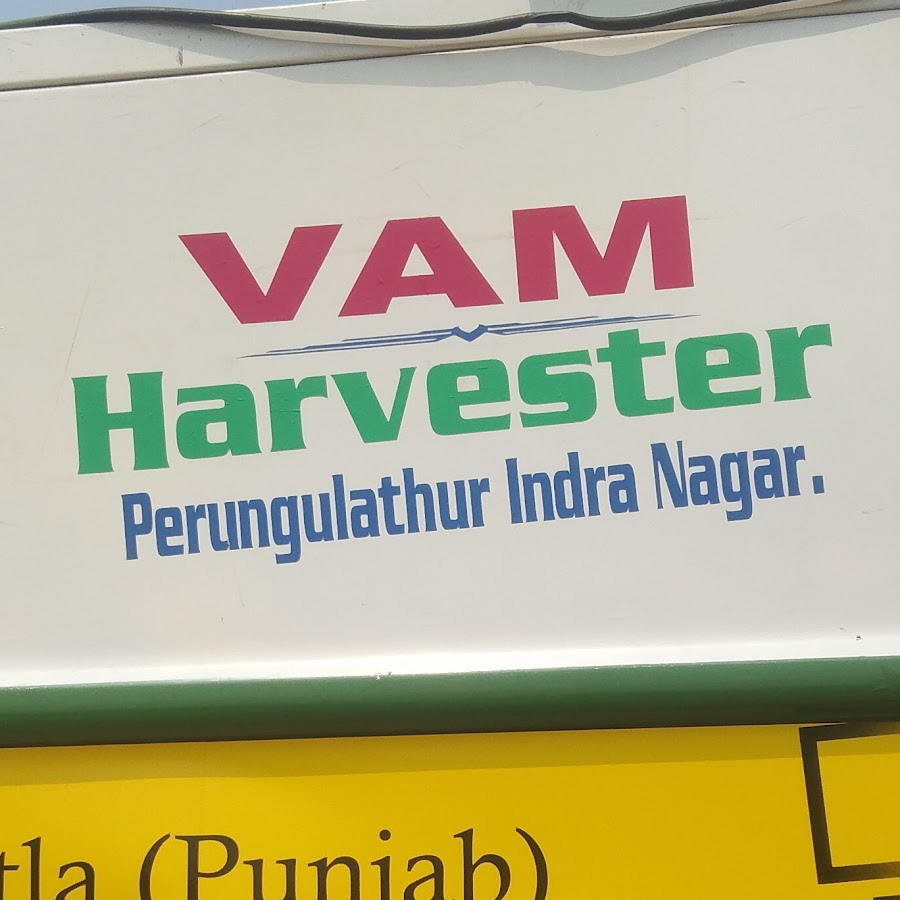 VAM
Harvester
Perungulathur Indra Nagar.
(Punjab)